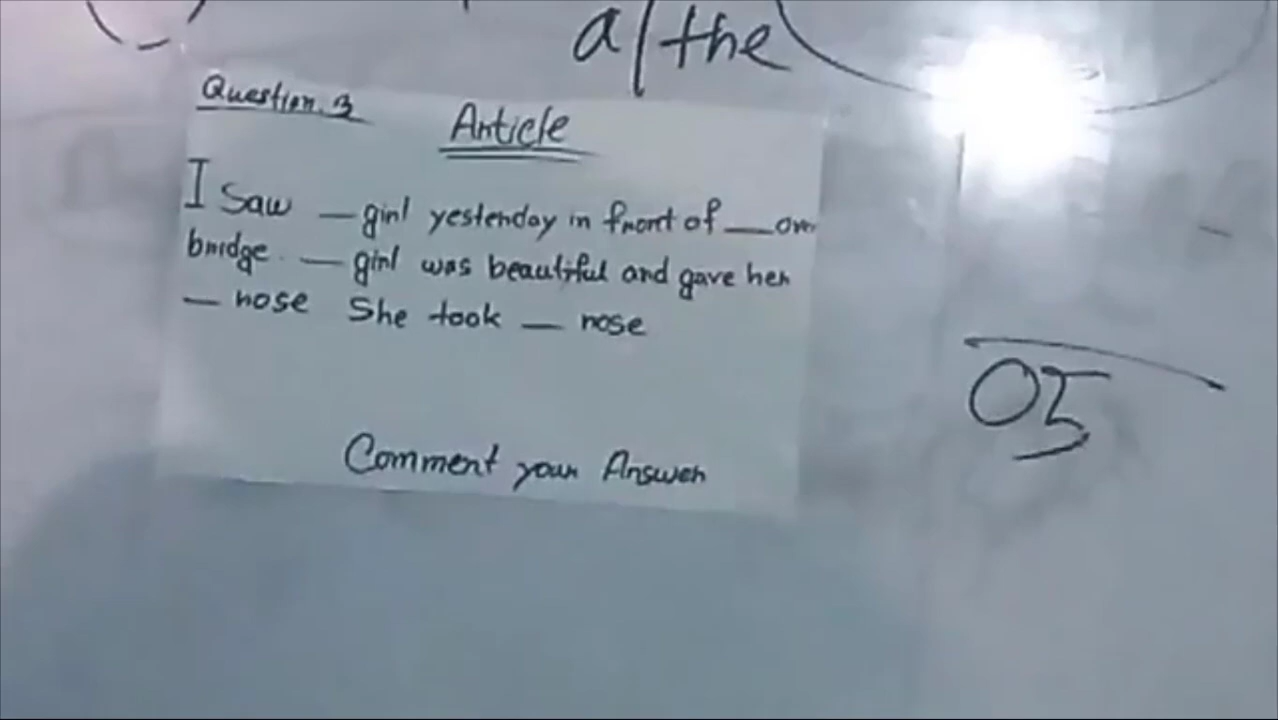 a/the
Question. 3
Article
I Saw _ girl yesterday in front of _ over
bridge. _ girl was beautiful and gave her
_ rose She took _ rose
Comment your Answer
05